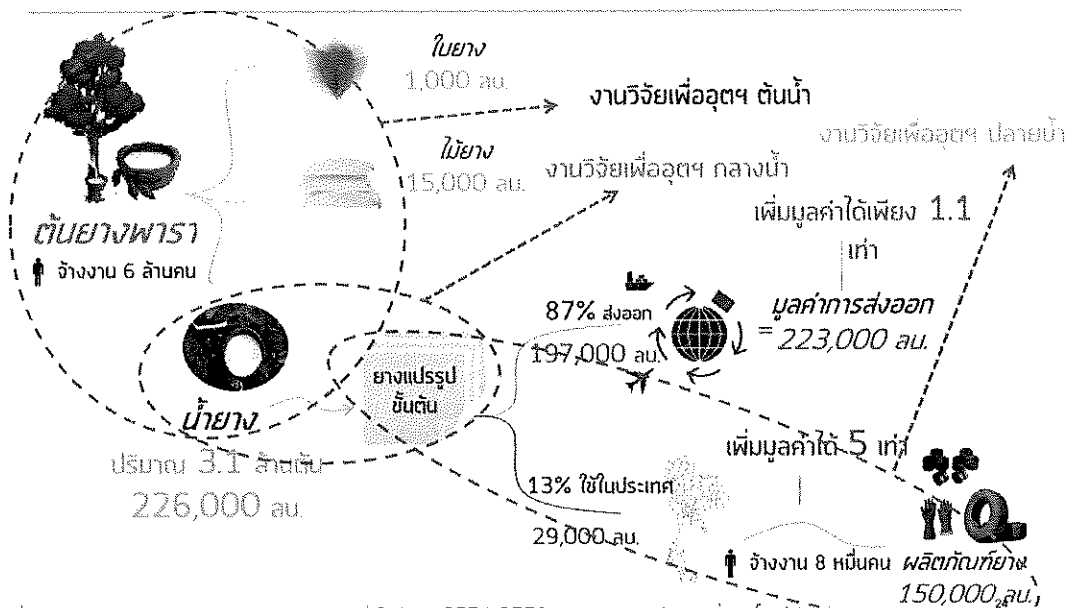 ใบยาง
1,000 ลบ.
งานวิจัยเพื่ออุตฯ ต้นน้ำ
งานวิจัยเพื่ออุตฯ ปลายน้ำ
ไม้ยาง
15,000 ลบ.
งานวิจัยเพื่ออุตฯ กลางน้ำ
เพิ่มมูลค่าได้เพียง 1.1
เท่า
ต้นยางพารา
จ้างงาน 6 ล้านคน
87% ส่งออก
197,000 ลบ.
มูลค่าการส่งออก
= 223,000 ลบ.
ยางแปรรูป
ขั้นต้น
น้ำยาง
ปริมาณ 3.1 ล้านตัน
226,000 ลบ.
เพิ่มมูลค่าได้ 5 เท่า
13% ใช้ในประเทศ
29,000 ลบ.
จ้างงาน 8 หมื่นคน
ผลิตภัณฑ์ยาง
150,000 ลบ.